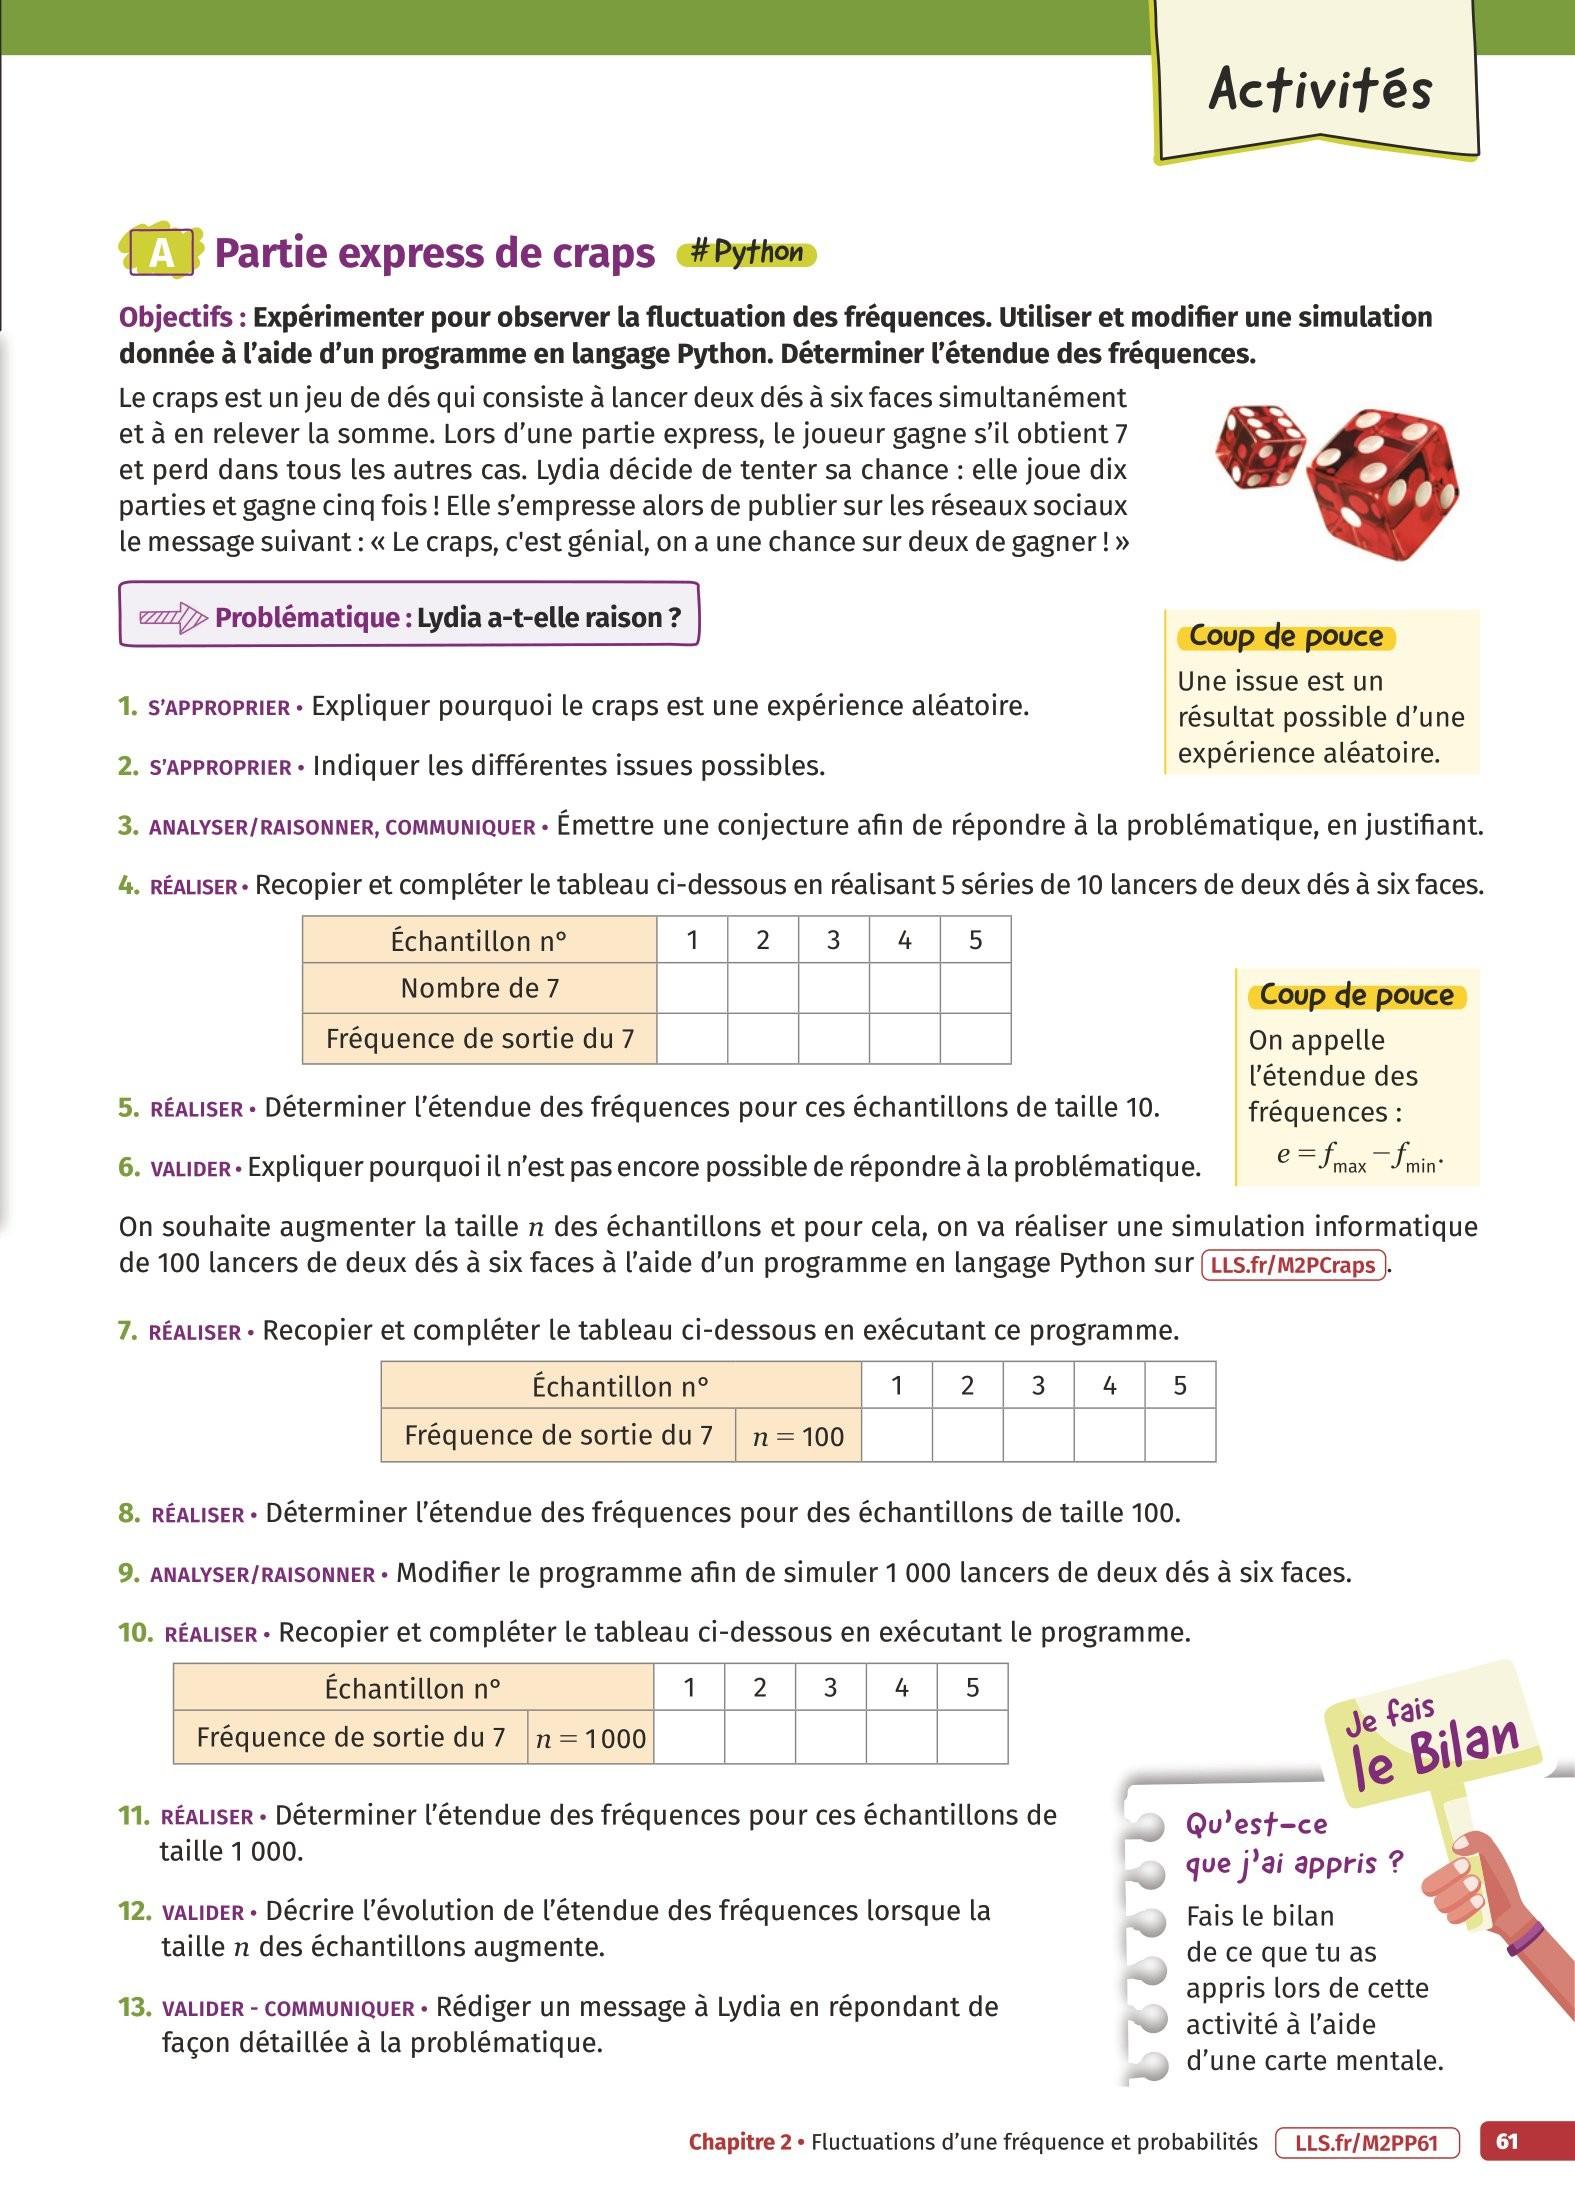 Activités
A Partie express de craps #Python
Objectifs : Expérimenter pour observer la fluctuation des fréquences. Utiliser et modifier une simulation
donnée à l’aide d’un programme en langage Python. Déterminer l’étendue des fréquences.
Le craps est un jeu de dés qui consiste à lancer deux dés à six faces simultanément
et à en relever la somme. Lors d’une partie express, le joueur gagne s’il obtient 7
et perd dans tous les autres cas. Lydia décide de tenter sa chance : elle joue dix
parties et gagne cinq fois ! Elle s’empresse alors de publier sur les réseaux sociaux
le message suivant : « Le craps, c'est génial, on a une chance sur deux de gagner ! »
Problématique : Lydia a-t-elle raison ?
Coup de pouce
Une issue est un
résultat possible d’une
expérience aléatoire.
1. S’APPROPRIER • Expliquer pourquoi le craps est une expérience aléatoire.
2. S’APPROPRIER • Indiquer les différentes issues possibles.
3. ANALYSER/RAISONNER, COMMUNIQUER • Émettre une conjecture afin de répondre à la problématique, en justifiant.
4. RÉALISER • Recopier et compléter le tableau ci-dessous en réalisant 5 séries de 10 lancers de deux dés à six faces.
Échantillon n° 1 2 3 4 5
Nombre de 7
Fréquence de sortie du 7
Coup de pouce
On appelle
l’étendue des
fréquences :
e = fmax − fmin.
5. RÉALISER • Déterminer l’étendue des fréquences pour ces échantillons de taille 10.
6. VALIDER • Expliquer pourquoi il n’est pas encore possible de répondre à la problématique.
On souhaite augmenter la taille n des échantillons et pour cela, on va réaliser une simulation informatique
de 100 lancers de deux dés à six faces à l’aide d’un programme en langage Python sur LLS.fr/M2PCraps.
7. RÉALISER • Recopier et compléter le tableau ci-dessous en exécutant ce programme.
Échantillon n° 1 2 3 4 5
Fréquence de sortie du 7 n = 100
8. RÉALISER • Déterminer l’étendue des fréquences pour des échantillons de taille 100.
9. ANALYSER/RAISONNER • Modifier le programme afin de simuler 1 000 lancers de deux dés à six faces.
10. RÉALISER • Recopier et compléter le tableau ci-dessous en exécutant le programme.
Échantillon n° 1 2 3 4 5
Fréquence de sortie du 7 n = 1 000
11. RÉALISER • Déterminer l’étendue des fréquences pour ces échantillons de
taille 1 000.
12. VALIDER • Décrire l’évolution de l’étendue des fréquences lorsque la
taille n des échantillons augmente.
13. VALIDER - COMMUNIQUER • Rédiger un message à Lydia en répondant de
façon détaillée à la problématique.
Je fais
le Bilan
Qu’est-ce
que j’ai appris ?
Fais le bilan
de ce que tu as
appris lors de cette
activité à l’aide
d’une carte mentale.
Chapitre 2 • Fluctuations d’une fréquence et probabilités LLS.fr/M2PP61 61